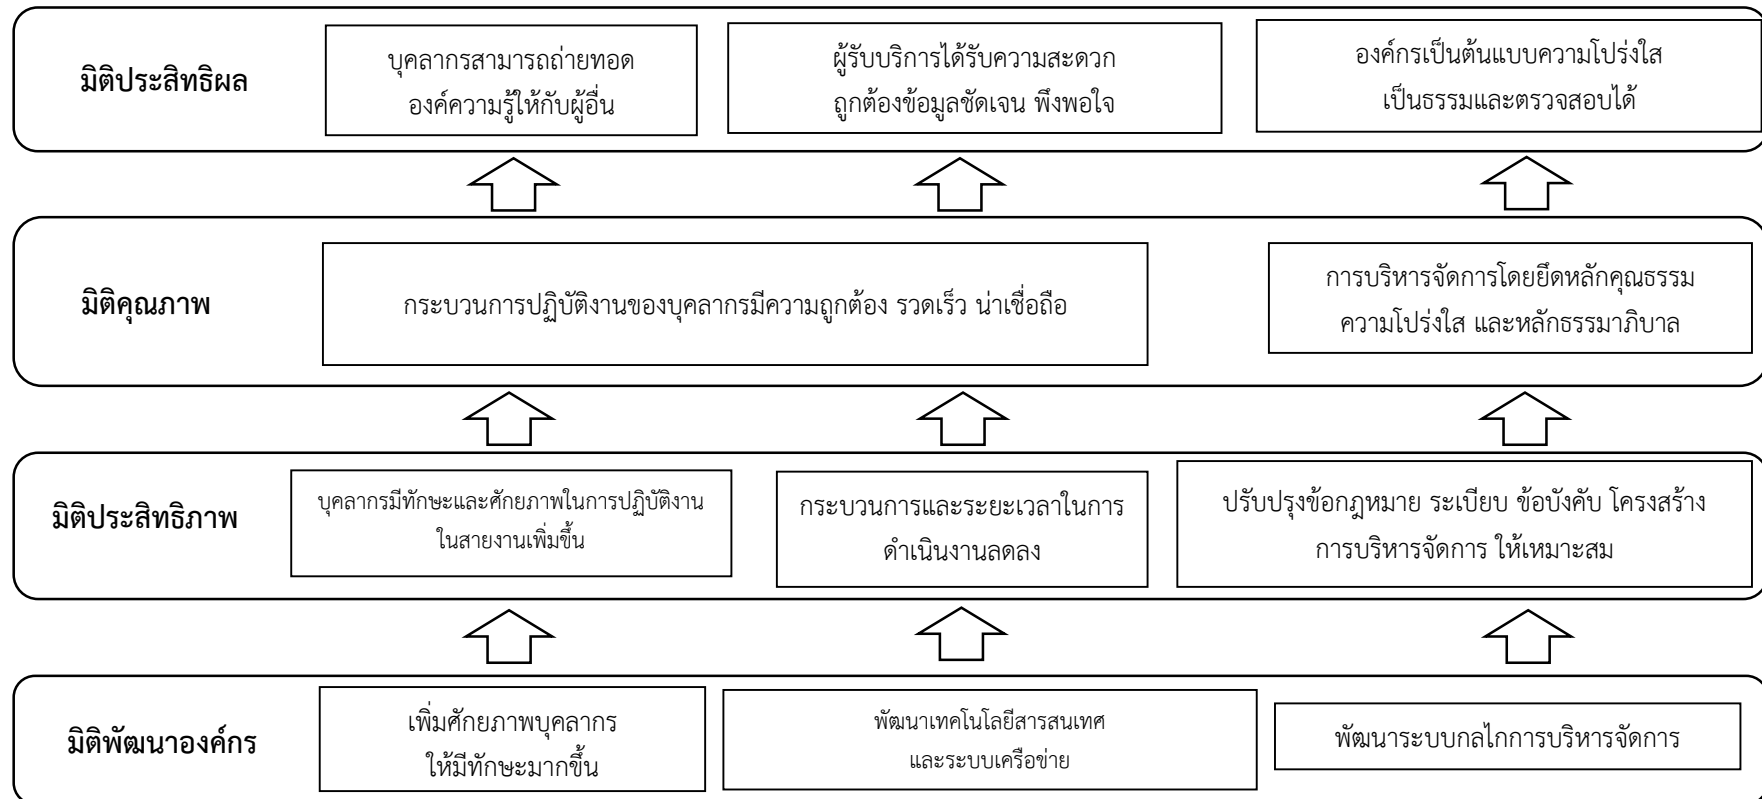 มิติประสิทธิผล
บุคลากรสามารถถ่ายทอด
องค์ความรู้ให้กับผู้อื่น
ผู้รับบริการได้รับความสะดวก
ถูกต้องข้อมูลชัดเจน พึงพอใจ
องค์กรเป็นต้นแบบความโปร่งใส
เป็นธรรมและตรวจสอบได้
มิติคุณภาพ
กระบวนการปฏิบัติงานของบุคลากรมีความถูกต้อง รวดเร็ว น่าเชื่อถือ
การบริหารจัดการโดยยึดหลักคุณธรรม
ความโปร่งใส และหลักธรรมาภิบาล
มิติประสิทธิภาพ
บุคลากรมีทักษะและศักยภาพในการปฏิบัติงาน
ในสายงานเพิ่มขึ้น
กระบวนการและระยะเวลาในการ
ดำเนินงานลดลง
ปรับปรุงข้อกฎหมาย ระเบียบ ข้อบังคับ โครงสร้าง
การบริหารจัดการ ให้เหมาะสม
มิติพัฒนาองค์กร
เพิ่มศักยภาพบุคลากร
ให้มีทักษะมากขึ้น
พัฒนาเทคโนโลยีสารสนเทศ
และระบบเครือข่าย
พัฒนาระบบกลไกการบริหารจัดการ